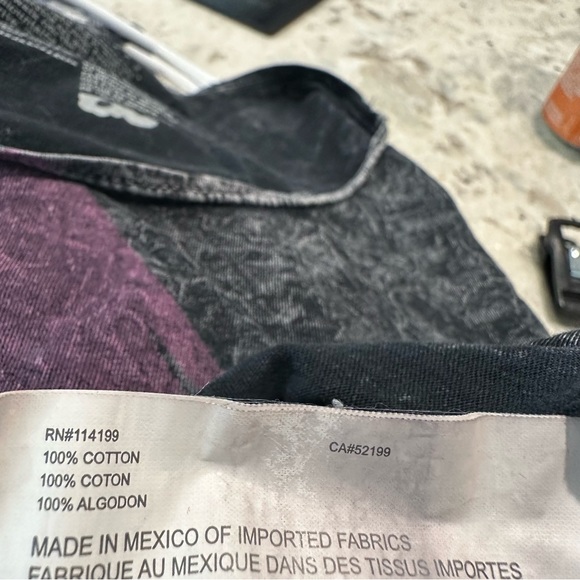 RN#114199
CA#52199
100% COTTON
100% COTON
100% ALGODON
MADE IN MEXICO OF IMPORTED FABRICS
FABRIQUE AU MEXIQUE DANS DES TISSUS IMPORTES